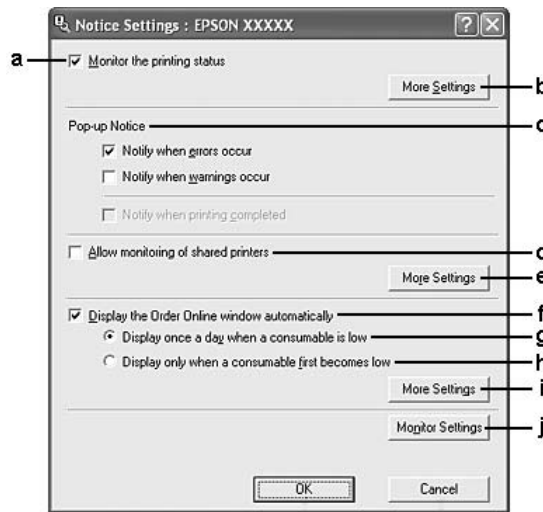 Notice Settings : EPSON XXXXX
a
Monitor the printing status
More Settings
b
Pop-up Notice
Notify when errors occur
Notify when warnings occur
Notify when printing completed
Allow monitoring of shared printers
More Settings
e
Display the Order Online window automatically
f
Display once a day when a consumable is low
g
Display only when a consumable first becomes low
h
More Settings
i
Monitor Settings
j
OK
Cancel